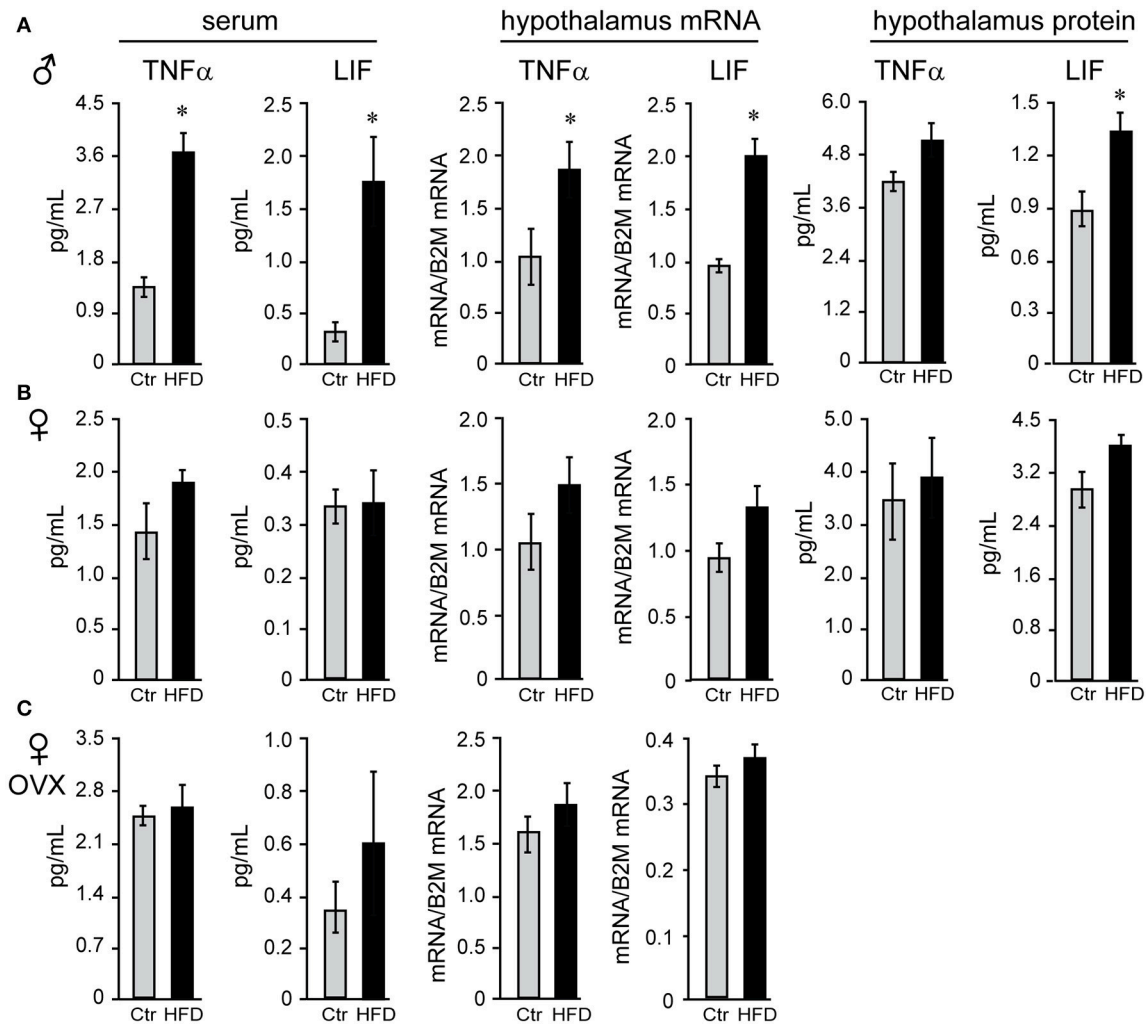 A
serum
hypothalamus mRNA
hypothalamus protein
♂
TNFα
LIF
TNFα
LIF
TNFα
LIF
pg/mL
4.5
3.6
2.7
1.8
0.9
0
*
Ctr HFD
pg/mL
2.5
2.0
1.5
1.0
0.5
0
*
Ctr HFD
mRNA/B2M mRNA
2.5
2.0
1.5
1.0
0.5
0
*
Ctr HFD
mRNA/B2M mRNA
2.5
2.0
1.5
1.0
0.5
0
*
Ctr HFD
pg/mL
6.0
4.8
3.6
2.4
1.2
0
Ctr HFD
pg/mL
1.5
1.2
0.9
0.6
0.3
0
*
Ctr HFD
B
♀
pg/mL
2.5
2.0
1.5
1.0
0.5
0
Ctr HFD
pg/mL
0.5
0.4
0.3
0.2
0.1
0
Ctr HFD
mRNA/B2M mRNA
2.0
1.5
1.0
0.5
0
Ctr HFD
mRNA/B2M mRNA
2.0
1.5
1.0
0.5
0
Ctr HFD
pg/mL
5.0
4.0
3.0
2.0
1.0
0
Ctr HFD
pg/mL
4.5
3.2
2.4
1.6
0.8
0
Ctr HFD
C
♀
OVX
pg/mL
3.5
2.8
2.1
1.4
0.7
0
Ctr HFD
pg/mL
1.0
0.8
0.6
0.4
0.2
0
Ctr HFD
mRNA/B2M mRNA
2.5
2.0
1.5
1.0
0.5
0
Ctr HFD
mRNA/B2M mRNA
0.4
0.3
0.2
0.1
0
Ctr HFD